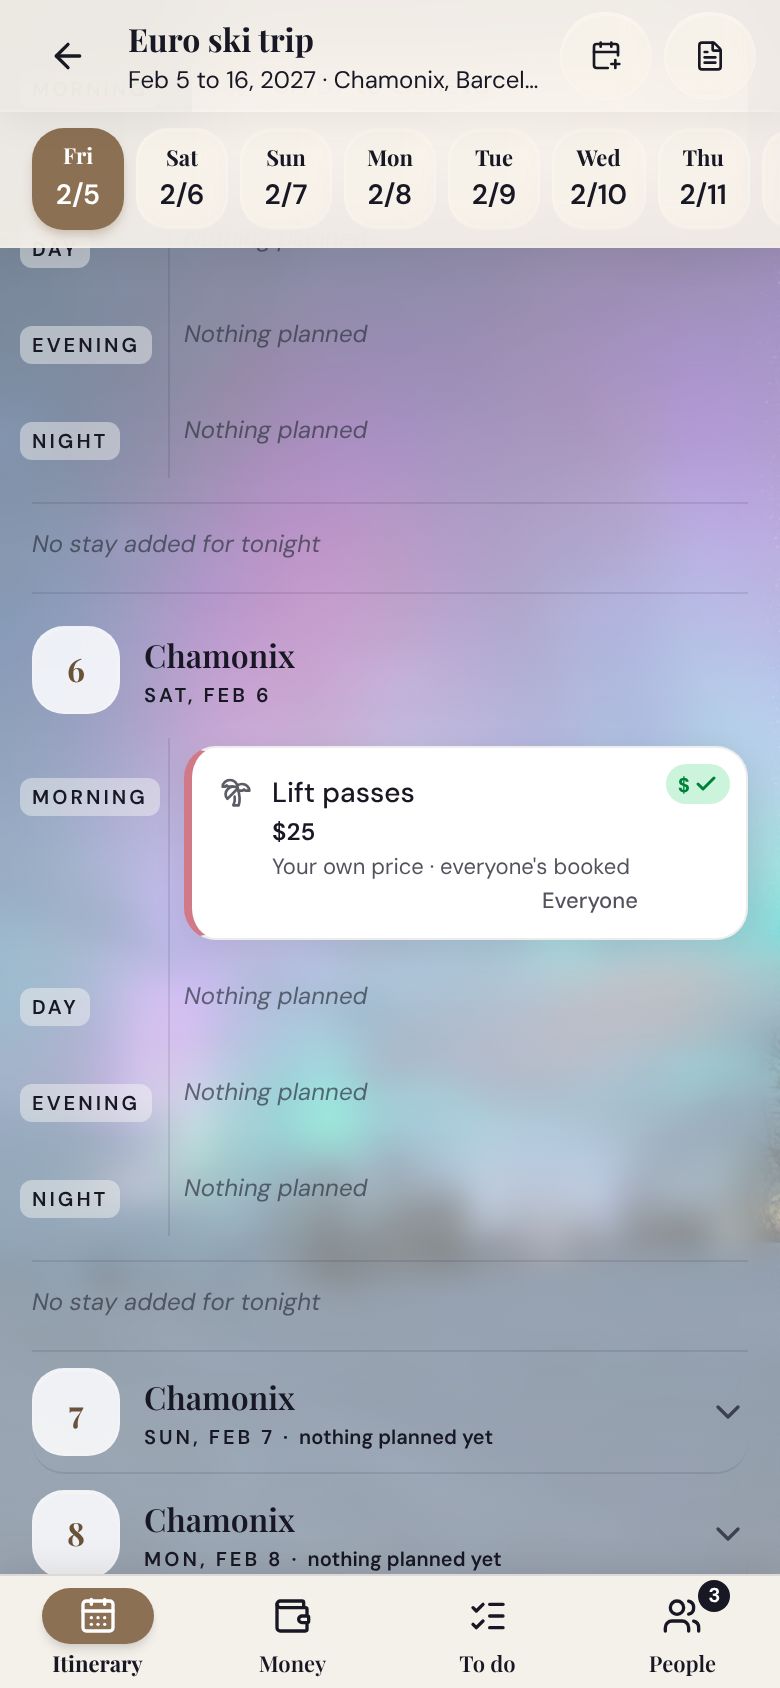 Euro ski trip
Feb 5 to 16, 2027 · Chamonix, Barcel...
Fri
2/5
Sat
2/6
Sun
2/7
Mon
2/8
Tue
2/9
Wed
2/10
Thu
2/11
MORNING
DAY
Nothing planned
EVENING
Nothing planned
NIGHT
Nothing planned
No stay added for tonight
6
Chamonix
SAT, FEB 6
MORNING
Lift passes
$
$25
Your own price · everyone's booked
Everyone
DAY
Nothing planned
EVENING
Nothing planned
NIGHT
Nothing planned
No stay added for tonight
7
Chamonix
SUN, FEB 7 · nothing planned yet
8
Chamonix
MON, FEB 8 · nothing planned yet
3
Itinerary
Money
To do
People